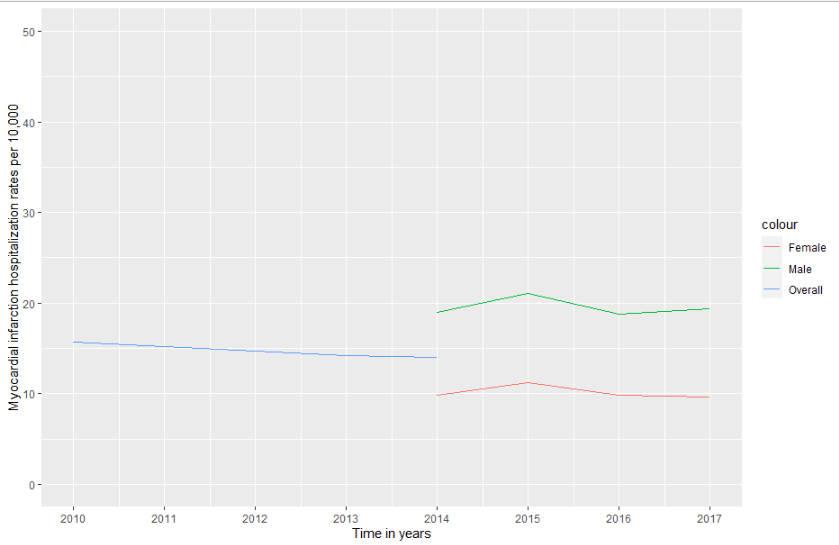 50
40
30
20
10
0
Myocardial infarction hospitalization rates per 10,000
2010 2011 2012 2013 2014 2015 2016 2017
Time in years
colour
Female
Male
Overall